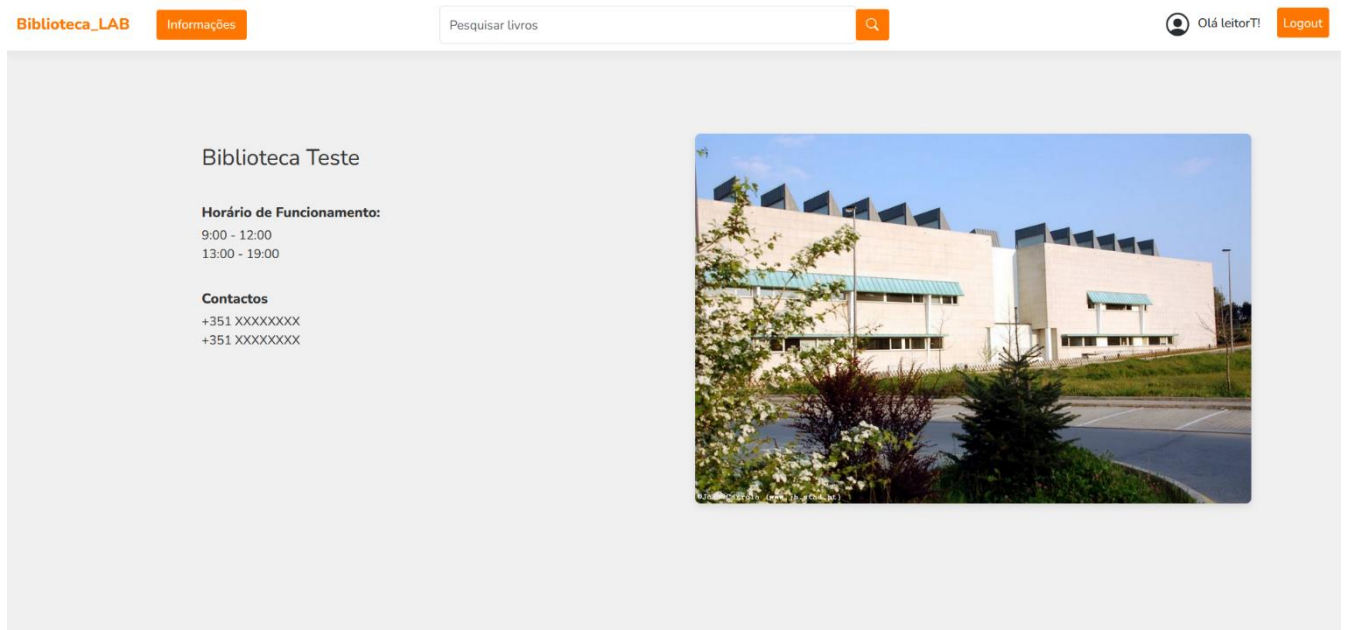 Biblioteca_LAB
Informações
Pesquisar livros
Olá leitorT!
Logout
Biblioteca Teste
Horário de Funcionamento:
9:00 - 12:00
13:00 - 19:00
Contactos
+351 XXXXXXXX
+351 XXXXXXXX